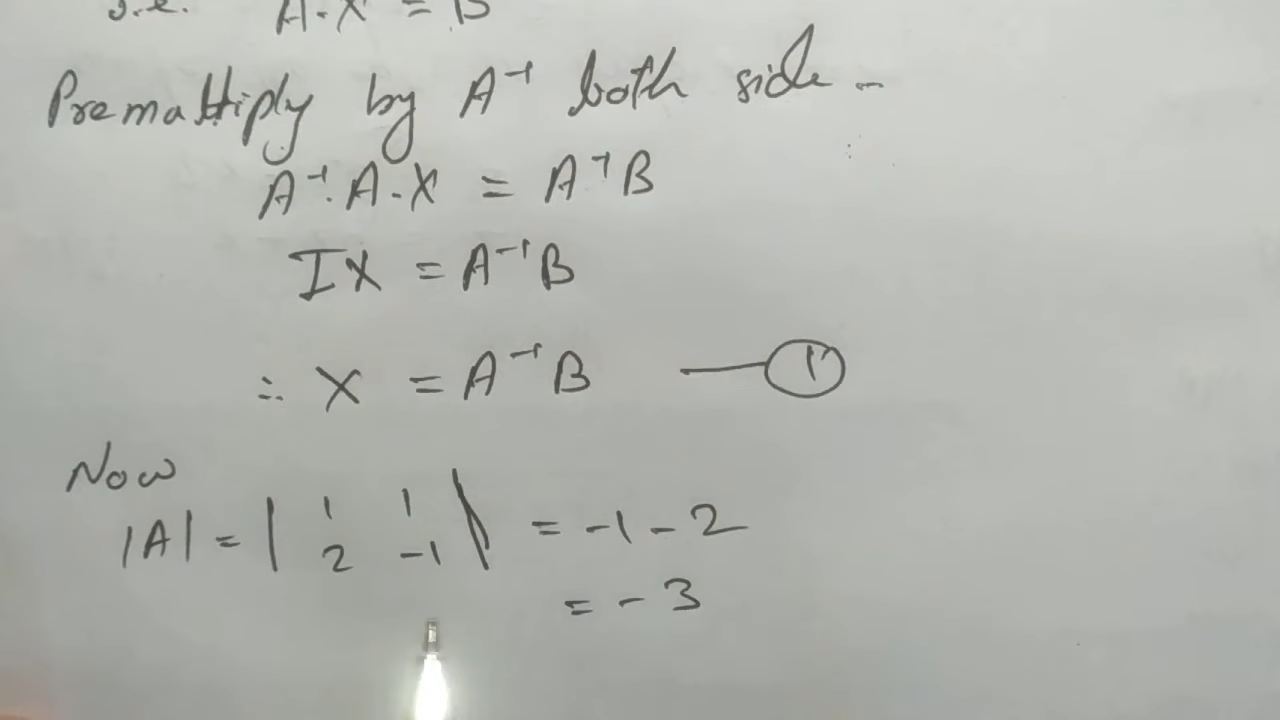 i.e. A.X = B
Premultiply by A⁻¹ both side -
A⁻¹.A.X = A⁻¹B
IX = A⁻¹B
∴ X = A⁻¹B — 1
Now
|A| = | 1 1 | = -1 - 2
2 -1
= - 3